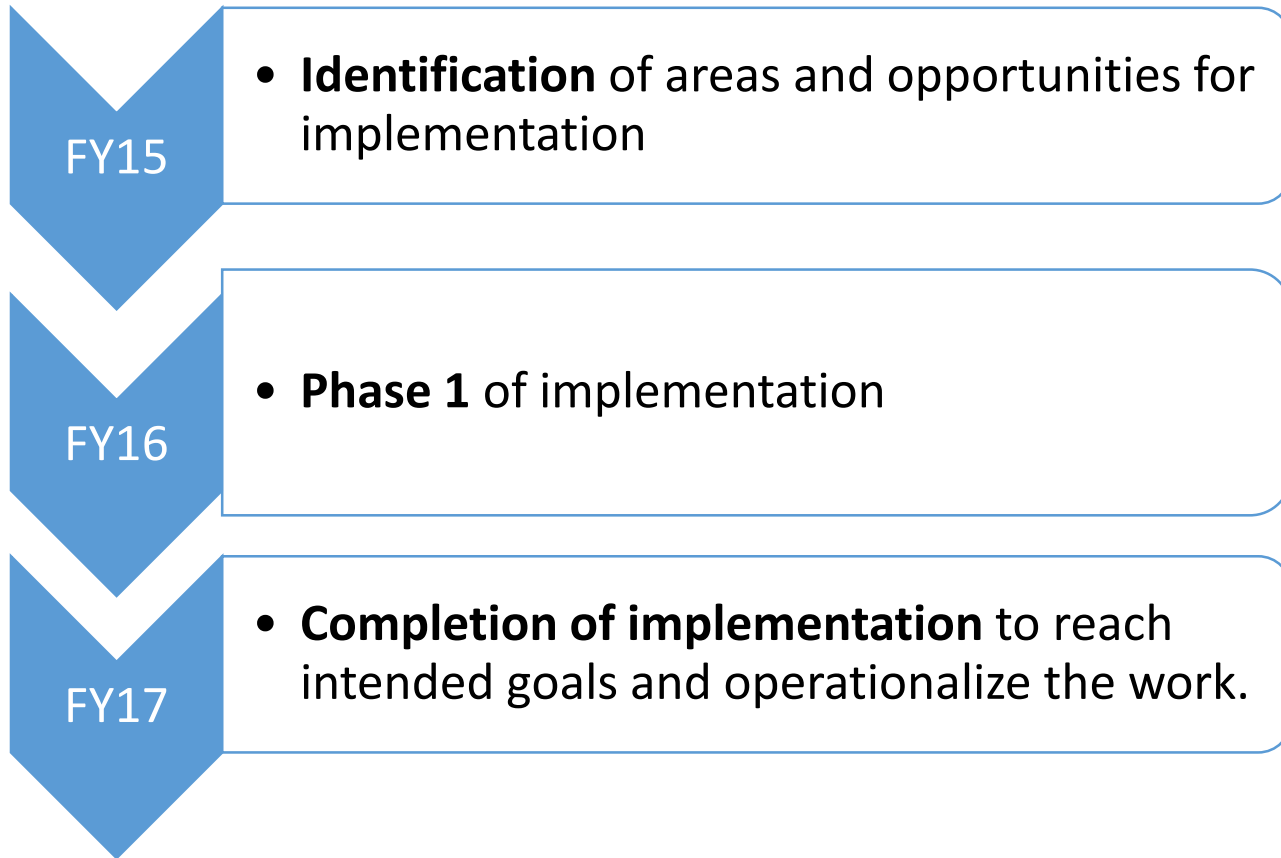 FY15
• Identification of areas and opportunities for
implementation
FY16
• Phase 1 of implementation
FY17
• Completion of implementation to reach
intended goals and operationalize the work.